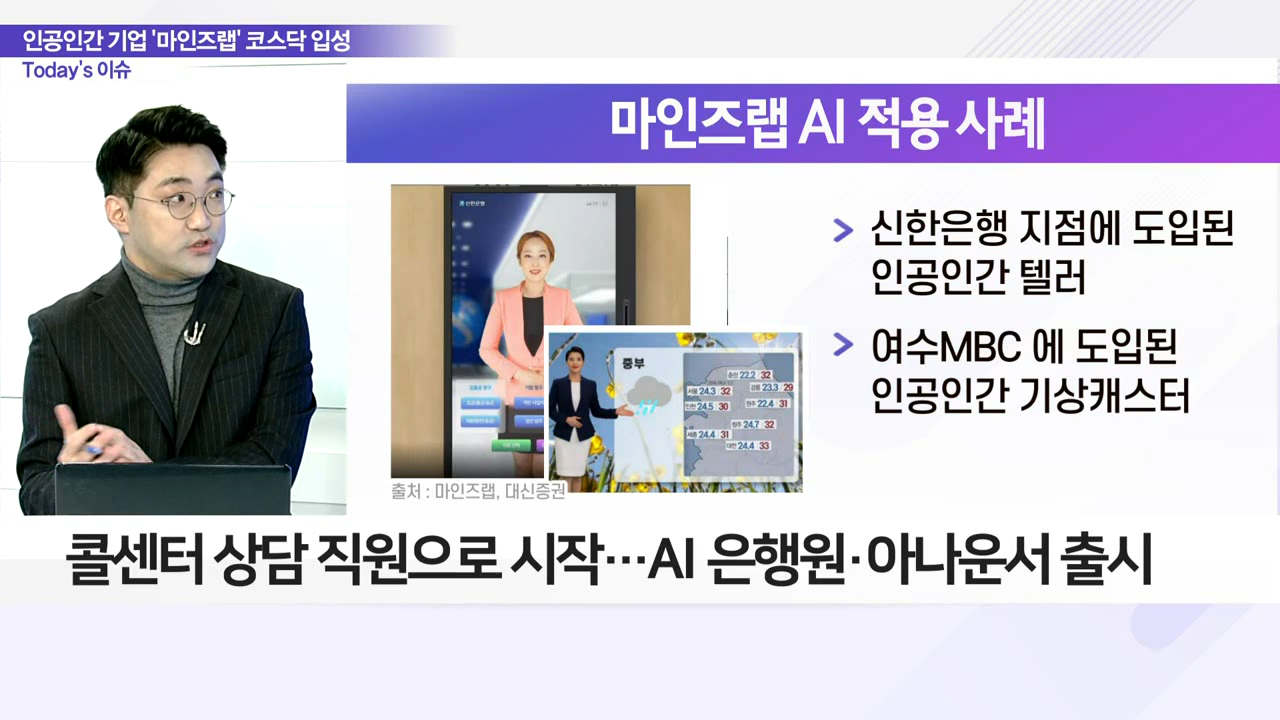 인공인간 기업 '마인즈랩' 코스닥 입성
Today's 이슈
마인즈랩 AI 적용 사례
신한은행
신한은행 지점에 도입된
인공인간 텔러
여수MBC 에 도입된
인공인간 기상캐스터
중부
춘천 22.2 32
서울 24.3 32
강릉 23.3 29
인천 24.5 30
원주 22.4 31
24.7 32
세종 24.4 31
대전 24.4 33
출처 : 마인즈랩, 대신증권
콜센터 상담 직원으로 시작…AI 은행원·아나운서 출시